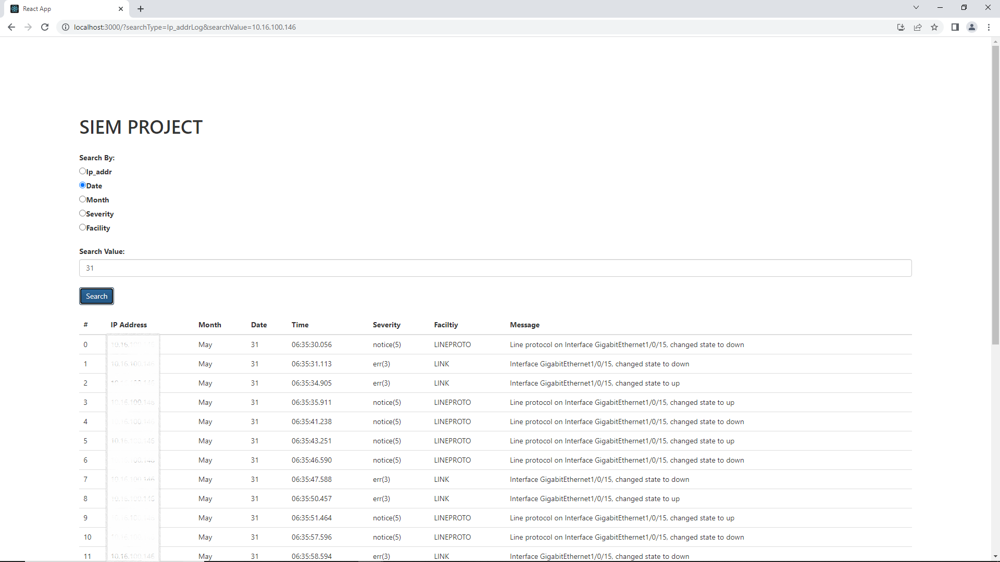 React App
localhost:3000/?searchType=Ip_addrLog&searchValue=10.16.100.146
SIEM PROJECT
Search By:
Ip_addr
Date
Month
Severity
Facility
Search Value:
31
Search
# IP Address Month Date Time Severity Faciltiy Message
0 May 31 06:35:30.056 notice(5) LINEPROTO Line protocol on Interface GigabitEthernet1/0/15, changed state to down
1 10.16.100.146 May 31 06:35:31.113 err(3) LINK Interface GigabitEthernet1/0/15, changed state to down
2 May 31 06:35:34.905 err(3) LINK Interface GigabitEthernet1/0/15, changed state to up
3 10.16.100.146 May 31 06:35:35.911 notice(5) LINEPROTO Line protocol on Interface GigabitEthernet1/0/15, changed state to up
4 10.16.100.146 May 31 06:35:41.238 notice(5) LINEPROTO Line protocol on Interface GigabitEthernet1/0/15, changed state to down
5 10.16.100.146 May 31 06:35:43.251 notice(5) LINEPROTO Line protocol on Interface GigabitEthernet1/0/15, changed state to up
6 May 31 06:35:46.590 notice(5) LINEPROTO Line protocol on Interface GigabitEthernet1/0/15, changed state to down
7 10.16.100.146 May 31 06:35:47.588 err(3) LINK Interface GigabitEthernet1/0/15, changed state to down
8 May 31 06:35:50.457 err(3) LINK Interface GigabitEthernet1/0/15, changed state to up
9 May 31 06:35:51.464 notice(5) LINEPROTO Line protocol on Interface GigabitEthernet1/0/15, changed state to up
10 May 31 06:35:57.596 notice(5) LINEPROTO Line protocol on Interface GigabitEthernet1/0/15, changed state to down
11 10.16.100.146 May 31 06:35:58.594 err(3) LINK Interface GigabitEthernet1/0/15, changed state to down